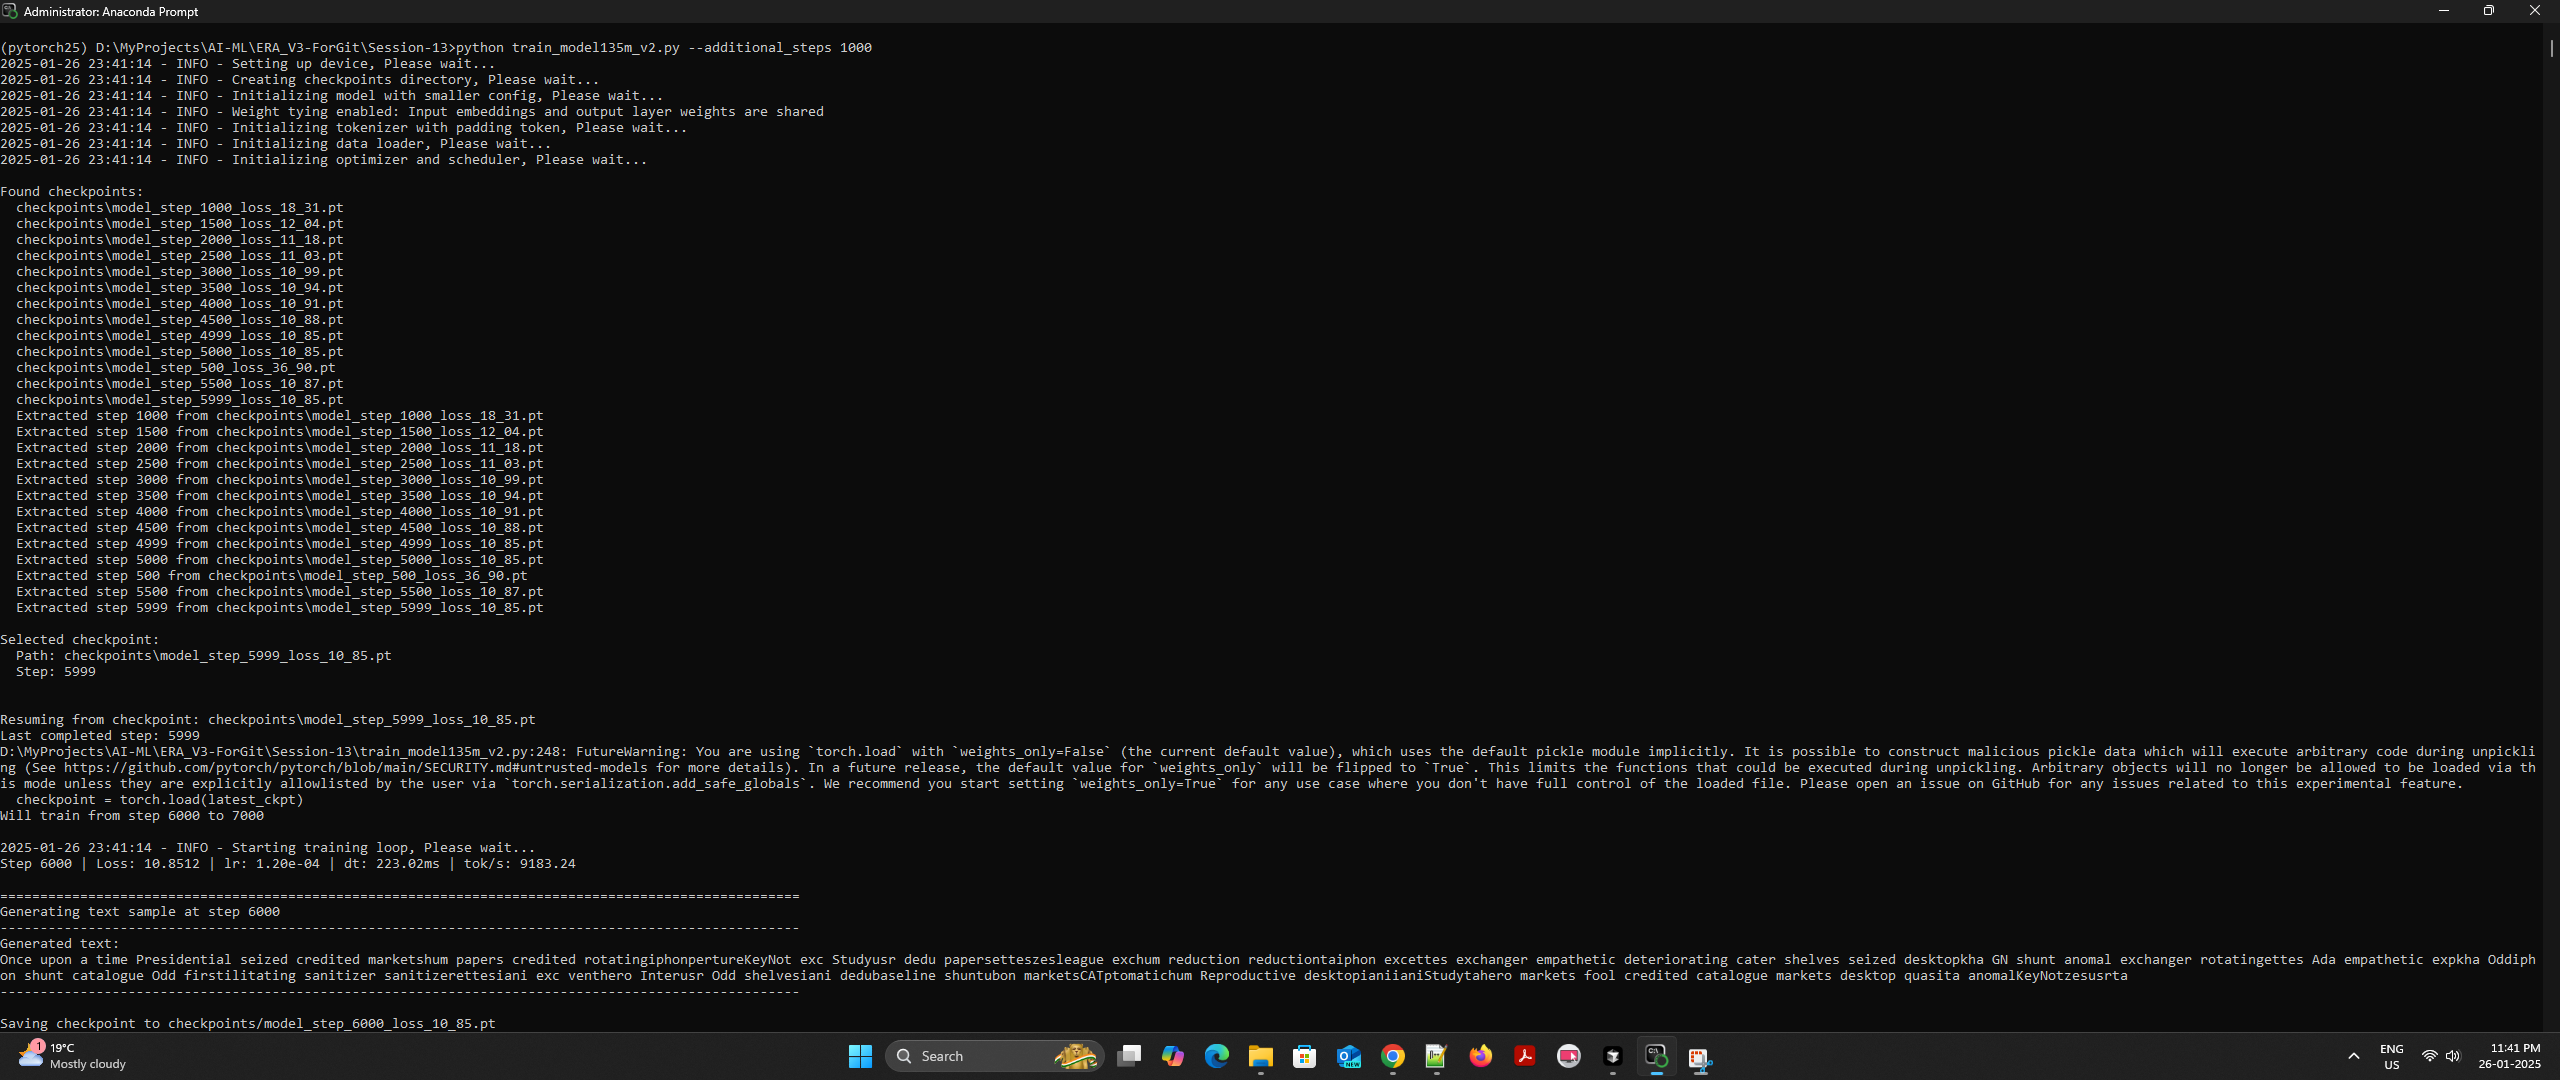 Administrator: Anaconda Prompt
(pytorch25) D:\MyProjects\AI-ML\ERA_V3-ForGit\Session-13>python train_model135m_v2.py --additional_steps 1000
2025-01-26 23:41:14 - INFO - Setting up device, Please wait...
2025-01-26 23:41:14 - INFO - Creating checkpoints directory, Please wait...
2025-01-26 23:41:14 - INFO - Initializing model with smaller config, Please wait...
2025-01-26 23:41:14 - INFO - Weight tying enabled: Input embeddings and output layer weights are shared
2025-01-26 23:41:14 - INFO - Initializing tokenizer with padding token, Please wait...
2025-01-26 23:41:14 - INFO - Initializing data loader, Please wait...
2025-01-26 23:41:14 - INFO - Initializing optimizer and scheduler, Please wait...
Found checkpoints:
checkpoints\model_step_1000_loss_18_31.pt
checkpoints\model_step_1500_loss_12_04.pt
checkpoints\model_step_2000_loss_11_18.pt
checkpoints\model_step_2500_loss_11_03.pt
checkpoints\model_step_3000_loss_10_99.pt
checkpoints\model_step_3500_loss_10_94.pt
checkpoints\model_step_4000_loss_10_91.pt
checkpoints\model_step_4500_loss_10_88.pt
checkpoints\model_step_4999_loss_10_85.pt
checkpoints\model_step_5000_loss_10_85.pt
checkpoints\model_step_500_loss_36_90.pt
checkpoints\model_step_5500_loss_10_87.pt
checkpoints\model_step_5999_loss_10_85.pt
Extracted step 1000 from checkpoints\model_step_1000_loss_18_31.pt
Extracted step 1500 from checkpoints\model_step_1500_loss_12_04.pt
Extracted step 2000 from checkpoints\model_step_2000_loss_11_18.pt
Extracted step 2500 from checkpoints\model_step_2500_loss_11_03.pt
Extracted step 3000 from checkpoints\model_step_3000_loss_10_99.pt
Extracted step 3500 from checkpoints\model_step_3500_loss_10_94.pt
Extracted step 4000 from checkpoints\model_step_4000_loss_10_91.pt
Extracted step 4500 from checkpoints\model_step_4500_loss_10_88.pt
Extracted step 4999 from checkpoints\model_step_4999_loss_10_85.pt
Extracted step 5000 from checkpoints\model_step_5000_loss_10_85.pt
Extracted step 500 from checkpoints\model_step_500_loss_36_90.pt
Extracted step 5500 from checkpoints\model_step_5500_loss_10_87.pt
Extracted step 5999 from checkpoints\model_step_5999_loss_10_85.pt
Selected checkpoint:
Path: checkpoints\model_step_5999_loss_10_85.pt
Step: 5999
Resuming from checkpoint: checkpoints\model_step_5999_loss_10_85.pt
Last completed step: 5999
D:\MyProjects\AI-ML\ERA_V3-ForGit\Session-13\train_model135m_v2.py:248: FutureWarning: You are using `torch.load` with `weights_only=False` (the current default value), which uses the default pickle module implicitly. It is possible to construct malicious pickle data which will execute arbitrary code during unpickli
ng (See https://github.com/pytorch/pytorch/blob/main/SECURITY.md#untrusted-models for more details). In a future release, the default value for `weights_only` will be flipped to `True`. This limits the functions that could be executed during unpickling. Arbitrary objects will no longer be allowed to be loaded via th
is mode unless they are explicitly allowlisted by the user via `torch.serialization.add_safe_globals`. We recommend you start setting `weights_only=True` for any use case where you don't have full control of the loaded file. Please open an issue on GitHub for any issues related to this experimental feature.
checkpoint = torch.load(latest_ckpt)
Will train from step 6000 to 7000
2025-01-26 23:41:14 - INFO - Starting training loop, Please wait...
Step 6000 | Loss: 10.8512 | lr: 1.20e-04 | dt: 223.02ms | tok/s: 9183.24
====================================================================================================
Generating text sample at step 6000
----------------------------------------------------------------------------------------------------
Generated text:
Once upon a time Presidential seized credited marketshum papers credited rotatingiphonpertureKeyNot exc Studyusr dedu papersetteszesleague exchum reduction reductiontaiphon excettes exchanger empathetic deteriorating cater shelves seized desktopkha GN shunt anomal exchanger rotatingettes Ada empathetic expkha Oddiph
on shunt catalogue Odd firstilitating sanitizer sanitizerettesiani exc venthero Interusr Odd shelvesiani dedubaseline shuntubon marketsCATptomatichum Reproductive desktopianiianiStudytahero markets fool credited catalogue markets desktop quasita anomalKeyNotzesusrta
----------------------------------------------------------------------------------------------------
Saving checkpoint to checkpoints/model_step_6000_loss_10_85.pt
1
19°C
Mostly cloudy
Search
NEW
ENG
US
11:41 PM
26-01-2025